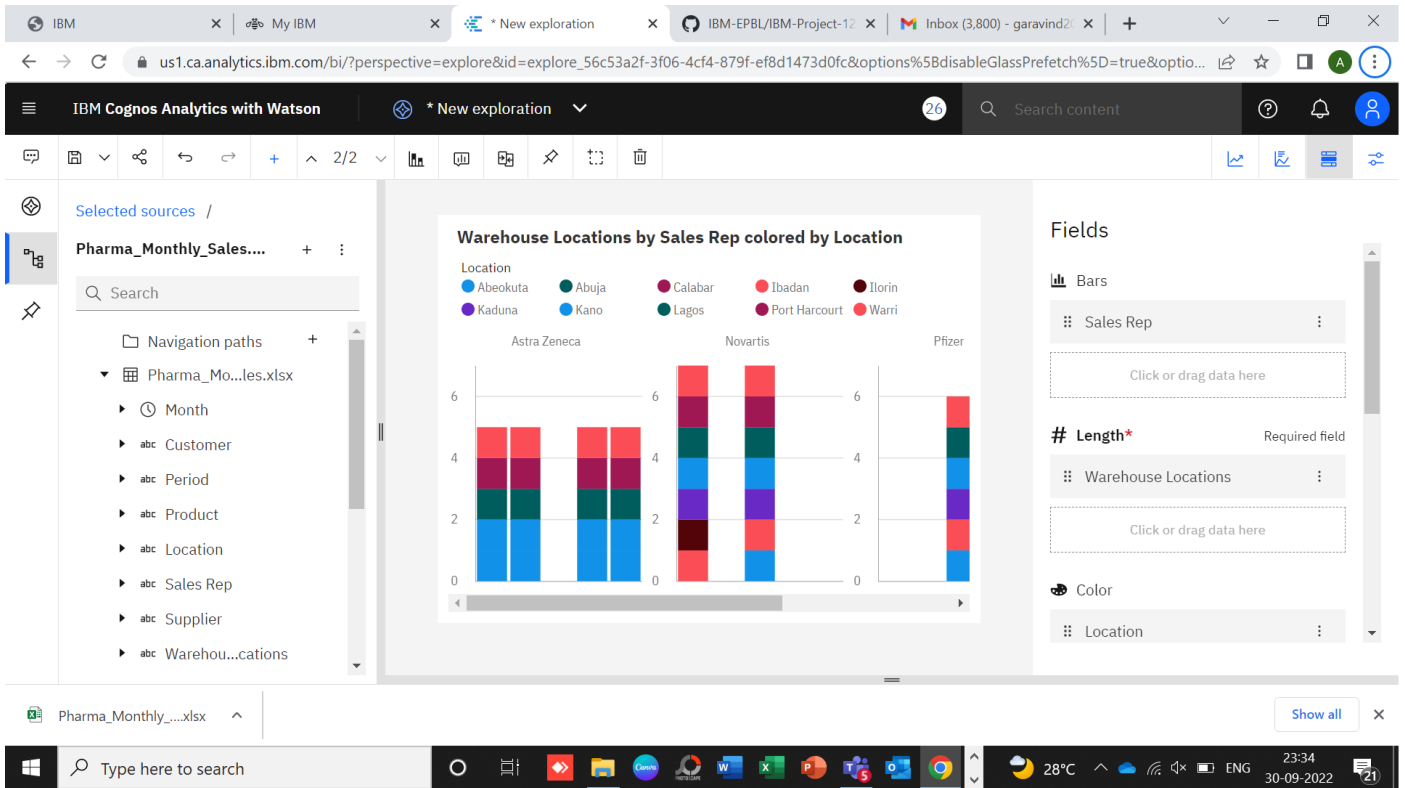 IBM
My IBM
* New exploration
IBM-EPBL/IBM-Project-12
Inbox (3,800) - garavind20
us1.ca.analytics.ibm.com/bi/?perspective=explore&id=explore_56c53a2f-3f06-4cf4-879f-ef8d1473d0fc&options%5BdisableGlassPrefetch%5D=true&optio...
A
IBM Cognos Analytics with Watson
* New exploration
26
Search content
2/2
Selected sources /
Pharma_Monthly_Sales....
Search
Navigation paths
Pharma_Mo...les.xlsx
Month
abc Customer
abc Period
abc Product
abc Location
abc Sales Rep
abc Supplier
abc Warehou...cations
Warehouse Locations by Sales Rep colored by Location
Location
Abeokuta Abuja Calabar Ibadan Ilorin
Kaduna Kano Lagos Port Harcourt Warri
Astra Zeneca Novartis Pfizer
6 6 6
4 4 4
2 2 2
0 0 0
Fields
Bars
Sales Rep
Click or drag data here
# Length* Required field
Warehouse Locations
Click or drag data here
Color
Location
Pharma_Monthly_....xlsx
Show all
Type here to search
Canva
5
28°C
ENG
23:34
30-09-2022
21